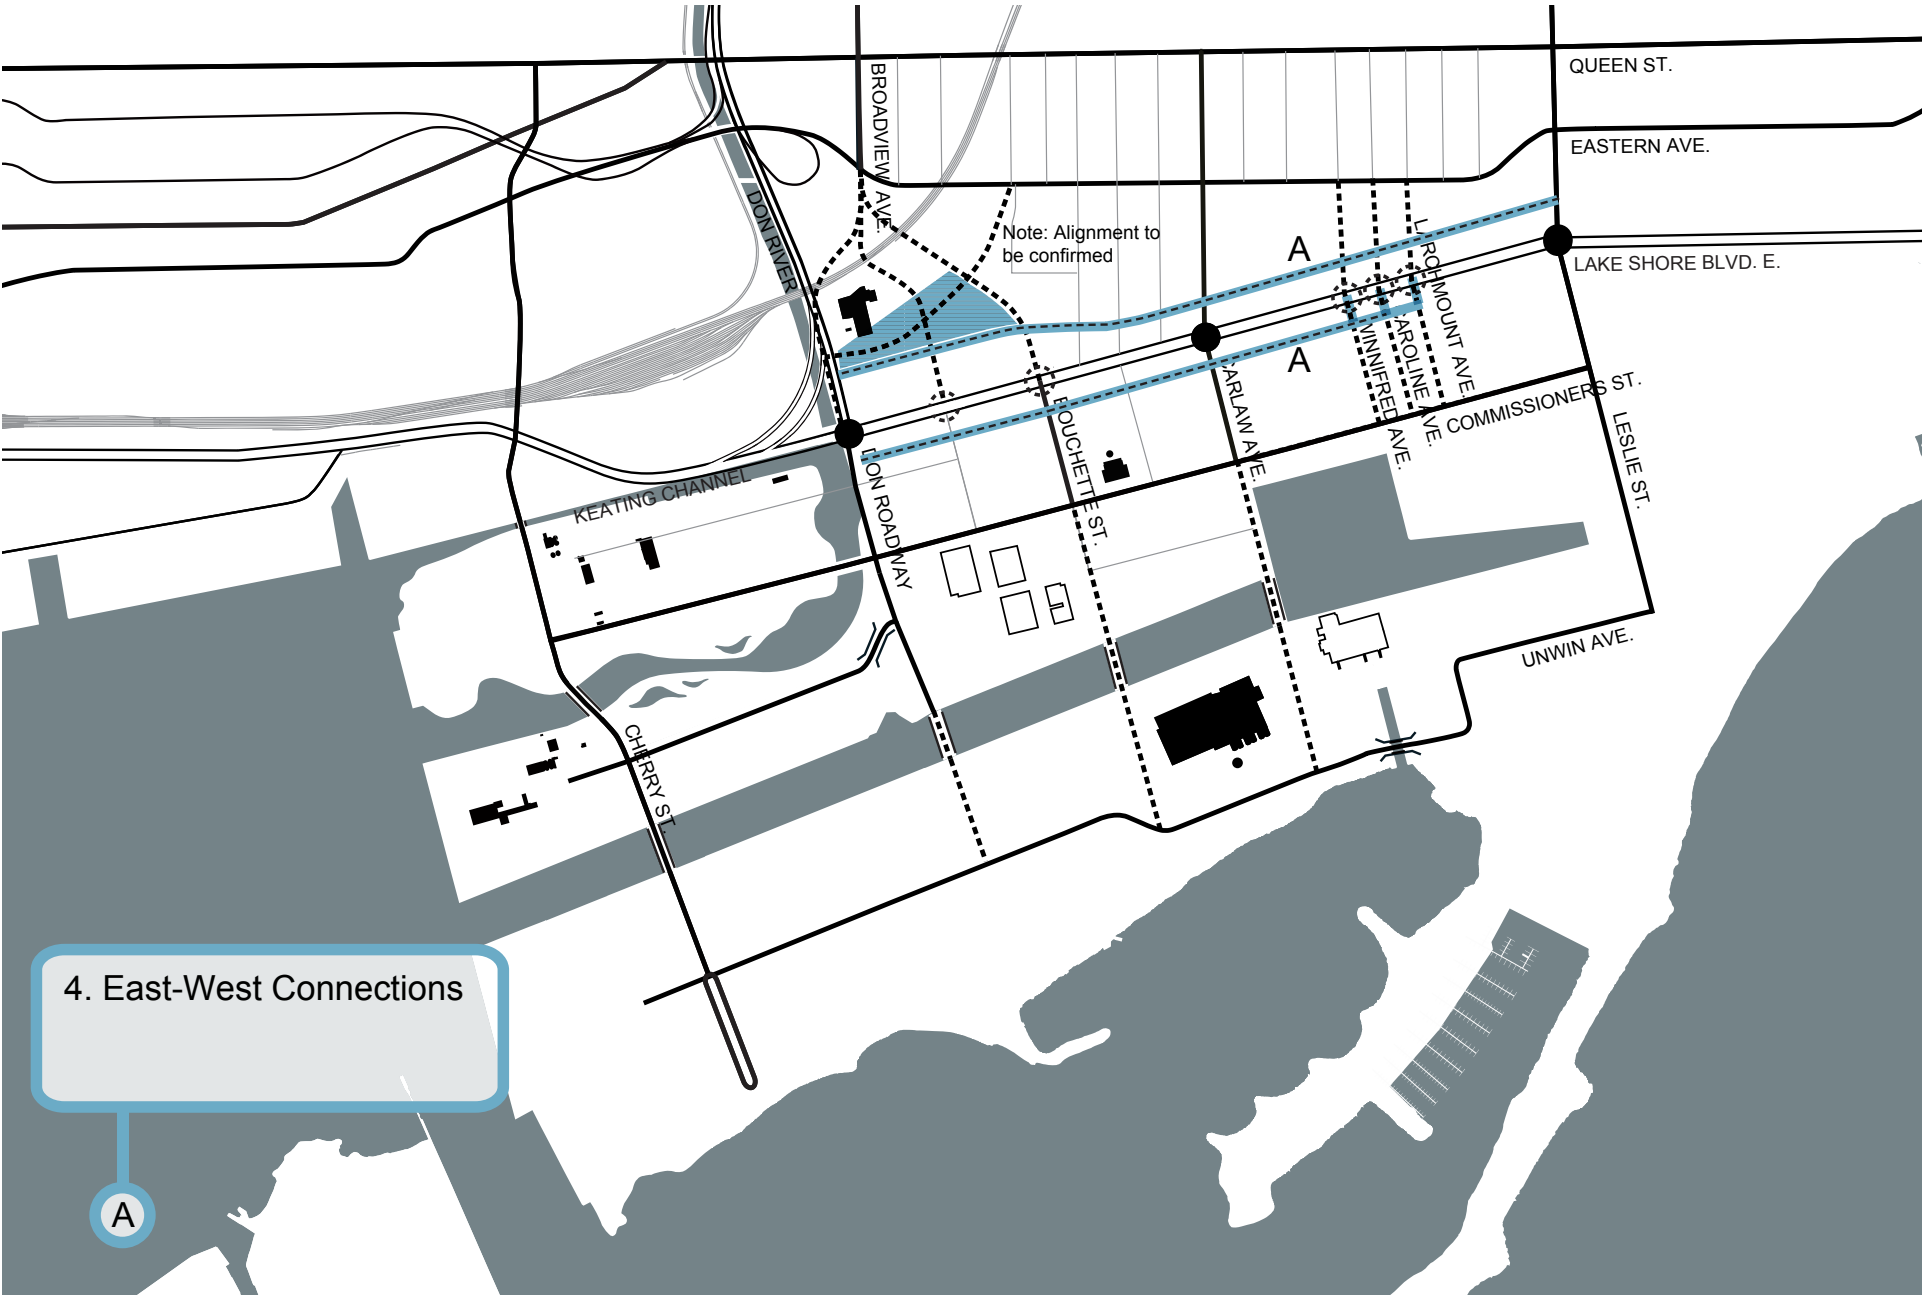 QUEEN ST.
BROADVIEW AVE.
EASTERN AVE.
DON RIVER
Note: Alignment to
be confirmed
A
LARCHMOUNT AVE.
LAKE SHORE BLVD. E.
A
WINNIFRED AVE.
CAROLINE AVE.
CARLAW AVE.
BOUCHETTE ST.
COMMISSIONERS ST.
LESLIE ST.
KEATING CHANNEL
DON ROADWAY
UNWIN AVE.
CHERRY ST.
4. East-West Connections
A